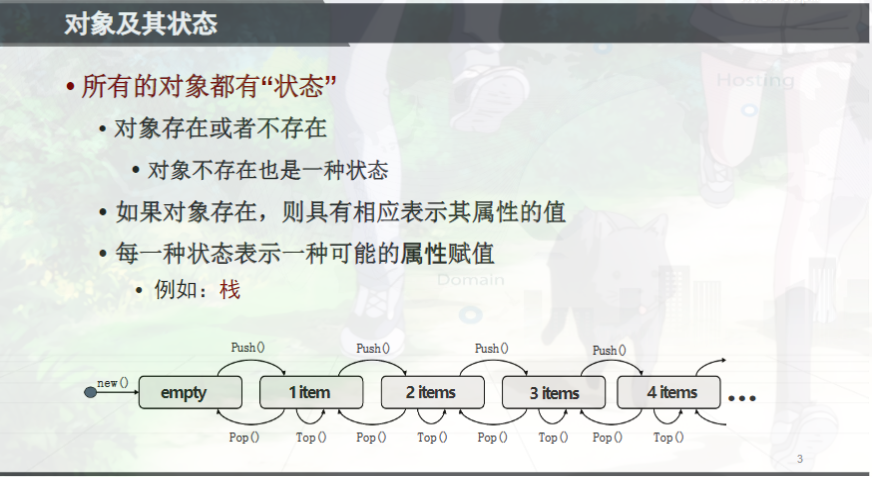 对象及其状态
Hosting
• 所有的对象都有“状态”
• 对象存在或者不存在
• 对象不存在也是一种状态
• 如果对象存在，则具有相应表示其属性的值
• 每一种状态表示一种可能的属性赋值
Domain
• 例如：栈
Push() Push() Push() Push()
new() empty 1 item 2 items 3 items 4 items ...
Pop() Top() Pop() Top() Pop() Top() Pop() Top()
3